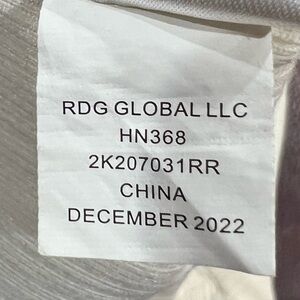 RDG GLOBAL LLC
HN368
2K207031RR
CHINA
DECEMBER 2022